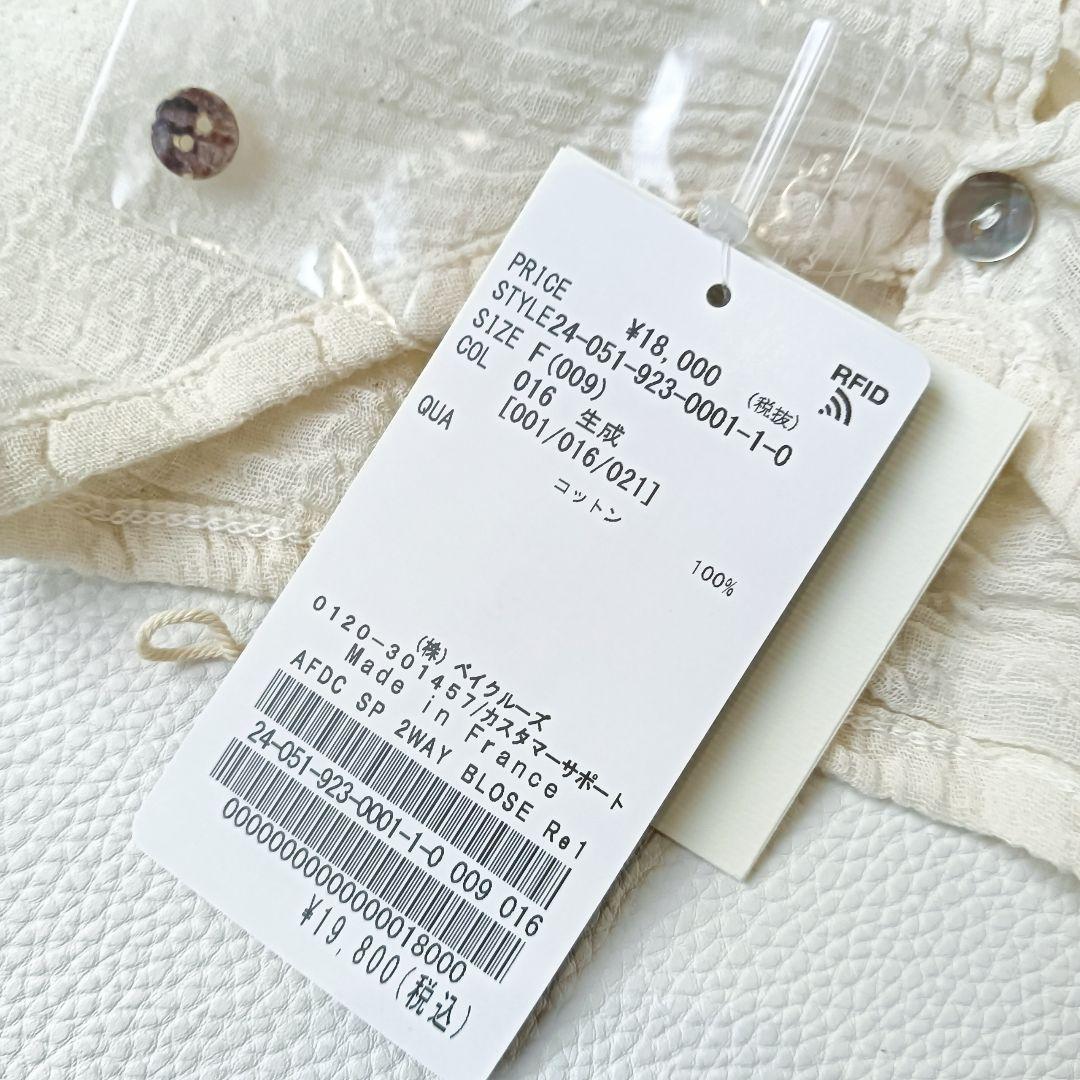 RFID
PRICE ¥18,000 (税抜)
STYLE24-051-923-0001-1-0
SIZE F(009)
COL 016 生成
[001/016/021]
QUA コットン
100%
(株)ベイクルーズ
0120-301457/カスタマーサポート
Made in France
AFDC SP 2WAY BLOSE Re1
24-051-923-0001-1-0 009 016
0000000000000018000
¥19,800(税込)